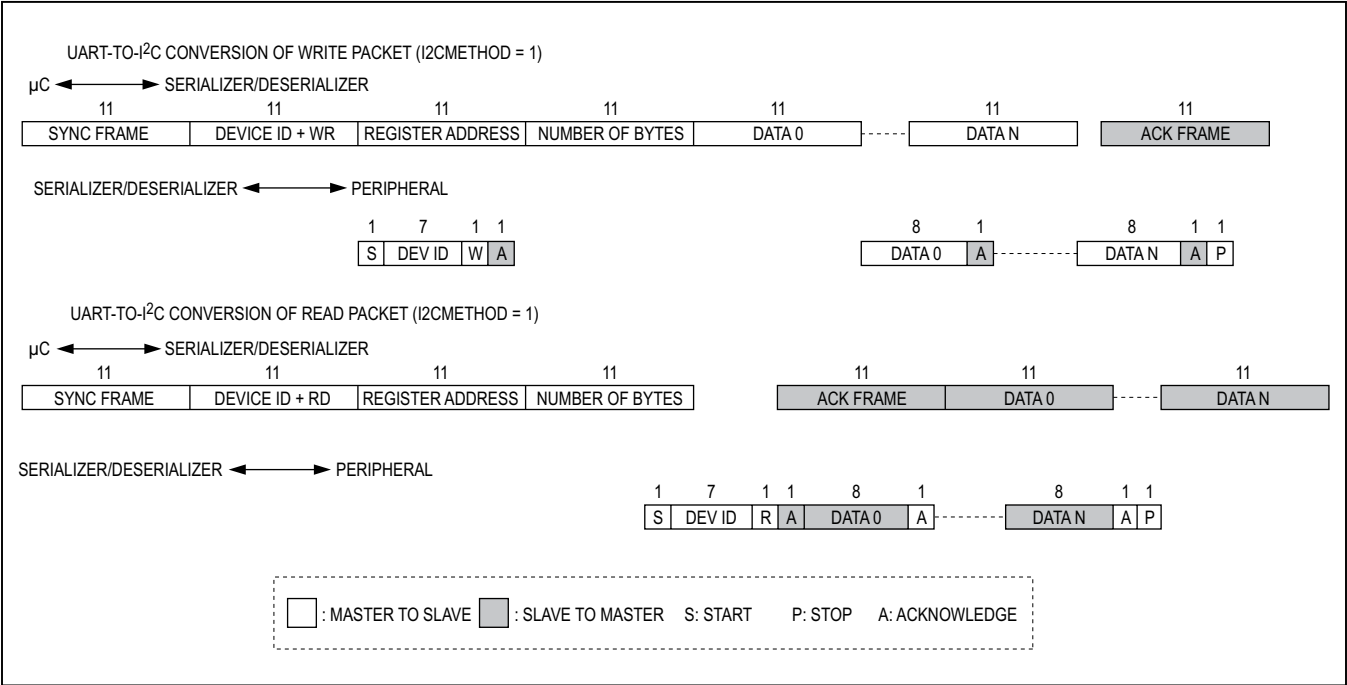 UART-TO-I2C CONVERSION OF WRITE PACKET (I2CMETHOD = 1)
µC SERIALIZER/DESERIALIZER
11 11 11 11 11 11 11
SYNC FRAME DEVICE ID + WR REGISTER ADDRESS NUMBER OF BYTES DATA 0 DATA N ACK FRAME
SERIALIZER/DESERIALIZER PERIPHERAL
1 7 1 1 8 1 8 1 1
S DEV ID W A DATA 0 A DATA N A P
UART-TO-I2C CONVERSION OF READ PACKET (I2CMETHOD = 1)
µC SERIALIZER/DESERIALIZER
11 11 11 11 11 11 11
SYNC FRAME DEVICE ID + RD REGISTER ADDRESS NUMBER OF BYTES ACK FRAME DATA 0 DATA N
SERIALIZER/DESERIALIZER PERIPHERAL
1 7 1 1 8 1 8 1 1
S DEV ID R A DATA 0 A DATA N A P
: MASTER TO SLAVE : SLAVE TO MASTER S: START P: STOP A: ACKNOWLEDGE